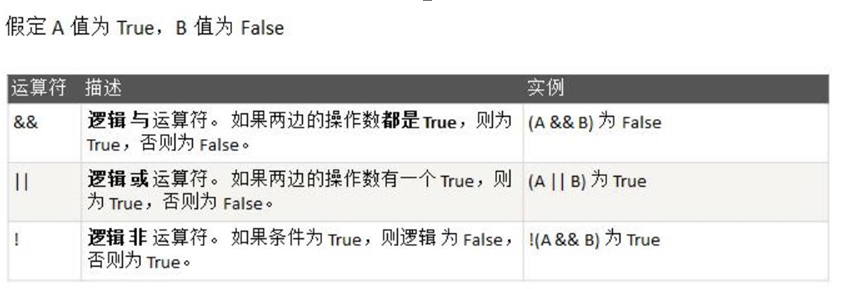 假定 A 值为 True，B 值为 False
运算符 描述 实例
&& 逻辑 与 运算符。 如果两边的操作数都是 True，则为 (A && B) 为 False
True，否则为 False。
|| 逻辑 或 运算符。 如果两边的操作数有一个 True，则 (A || B) 为 True
为 True，否则为 False。
! 逻辑 非 运算符。 如果条件为 True，则逻辑 为 False， !(A && B) 为 True
否则为 True。